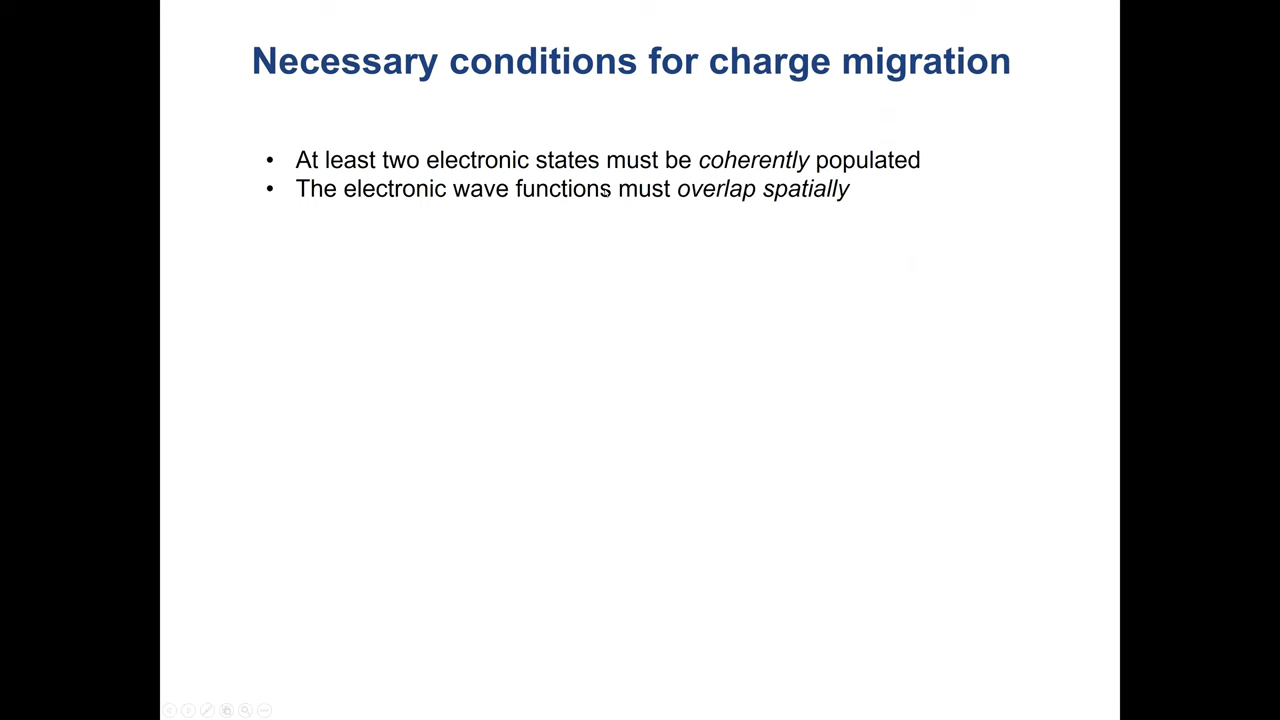 Necessary conditions for charge migration
• At least two electronic states must be coherently populated
• The electronic wave functions must overlap spatially